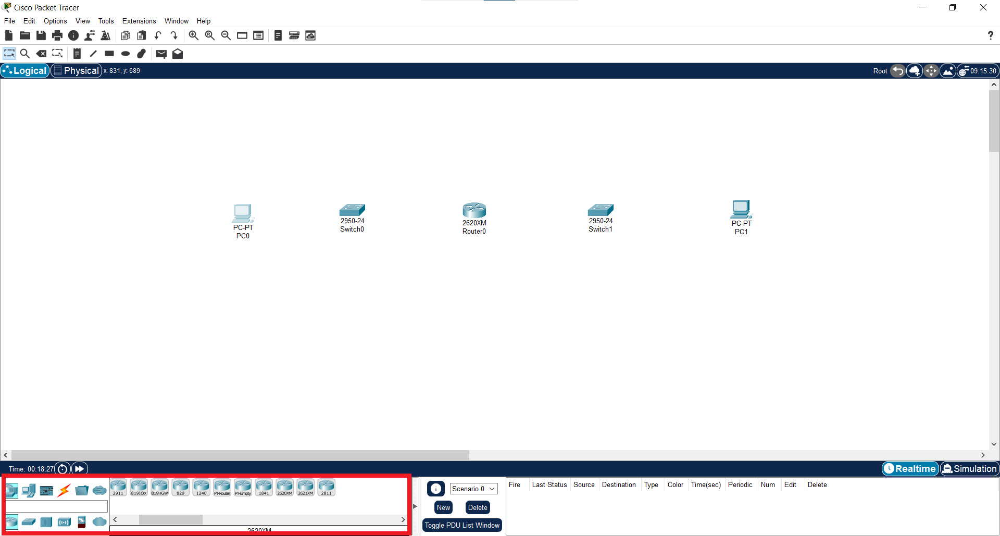 Cisco Packet Tracer
File Edit Options View Tools Extensions Window Help
Logical Physical x: 831, y: 689 Root 09:15:30
PC-PT
PC0
2950-24
Switch0
2620XM
Router0
2950-24
Switch1
PC-PT
PC1
Time: 00:18:27 Realtime Simulation
2911 819IOX 819HGW 829 1240 PT-Router PT-Empty 1841 2620XM 2621XM 2811
2620XM
Scenario 0
New Delete
Toggle PDU List Window
Fire Last Status Source Destination Type Color Time(sec) Periodic Num Edit Delete